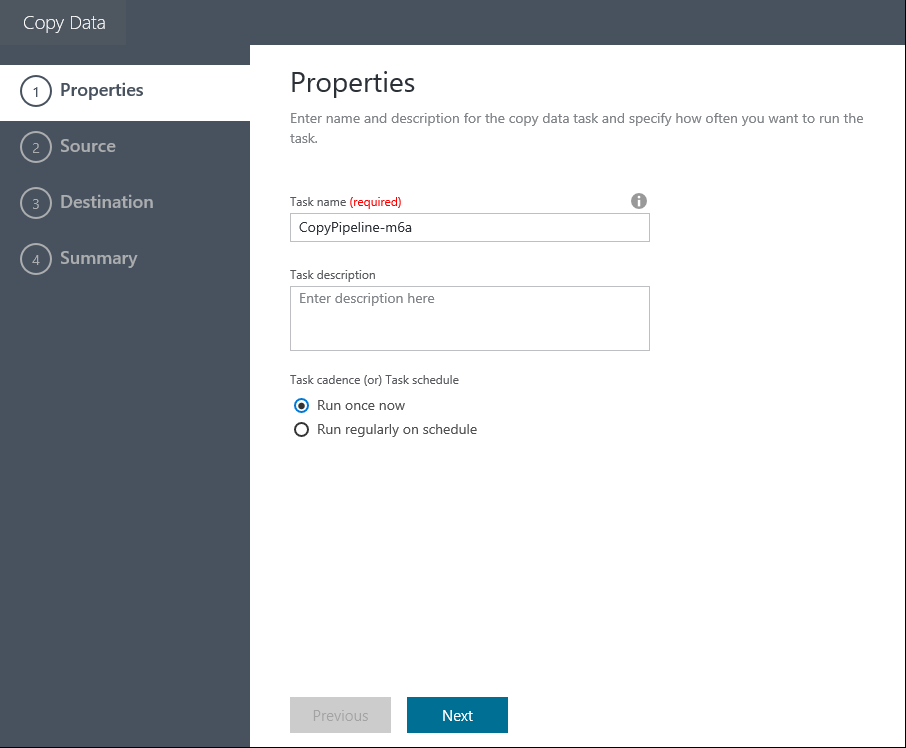 Copy Data
1 Properties
2 Source
3 Destination
4 Summary
Properties
Enter name and description for the copy data task and specify how often you want to run the
task.
Task name (required)
CopyPipeline-m6a
Task description
Enter description here
Task cadence (or) Task schedule
Run once now
Run regularly on schedule
Previous Next